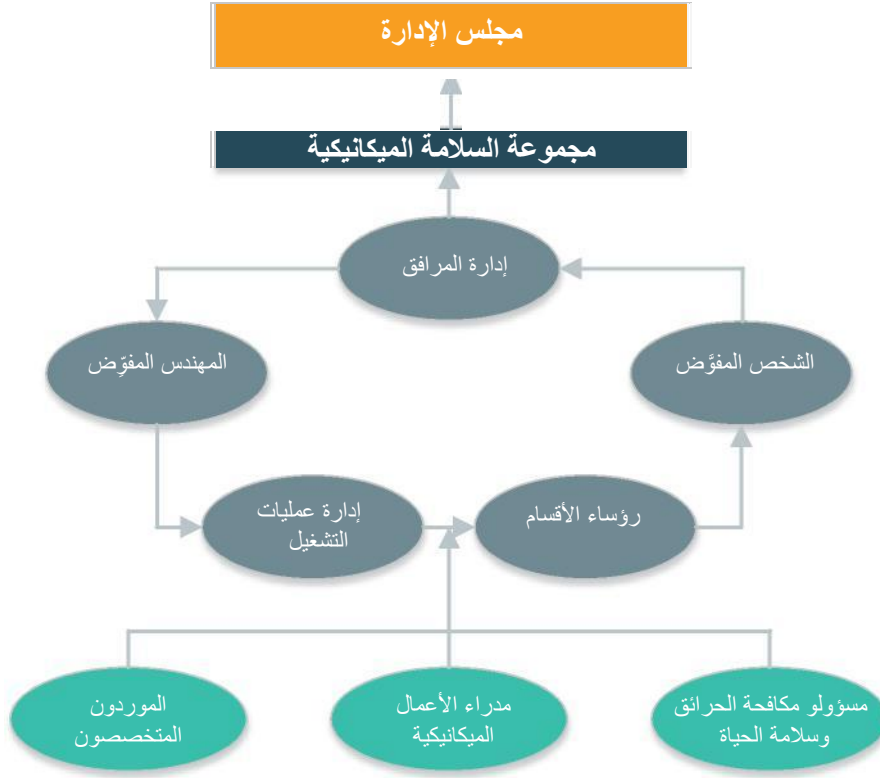 مجلس الإدارة
مجموعة السلامة الميكانيكية
إدارة المرافق
الشخص المفوَّض
المهندس المفوِّض
رؤساء الأقسام
إدارة عمليات
التشغيل
مسؤولو مكافحة الحرائق
وسلامة الحياة
مدراء الأعمال
الميكانيكية
الموردون
المتخصصون